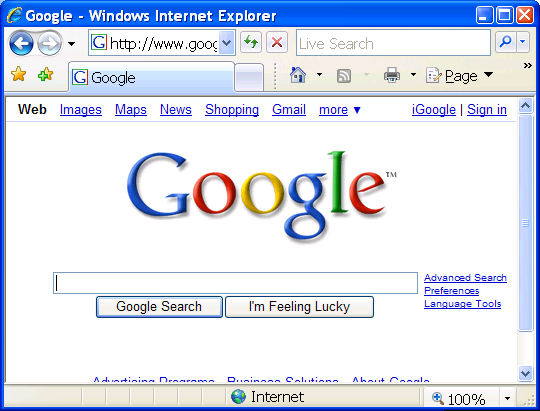 Google - Windows Internet Explorer
http://www.goog
Live Search
Google
Page
»
Web Images Maps News Shopping Gmail more ▼ iGoogle | Sign in
Google™
Advanced Search
Preferences
Language Tools
Google Search I'm Feeling Lucky
Advertising Programs Business Solutions About Google
Internet 100%